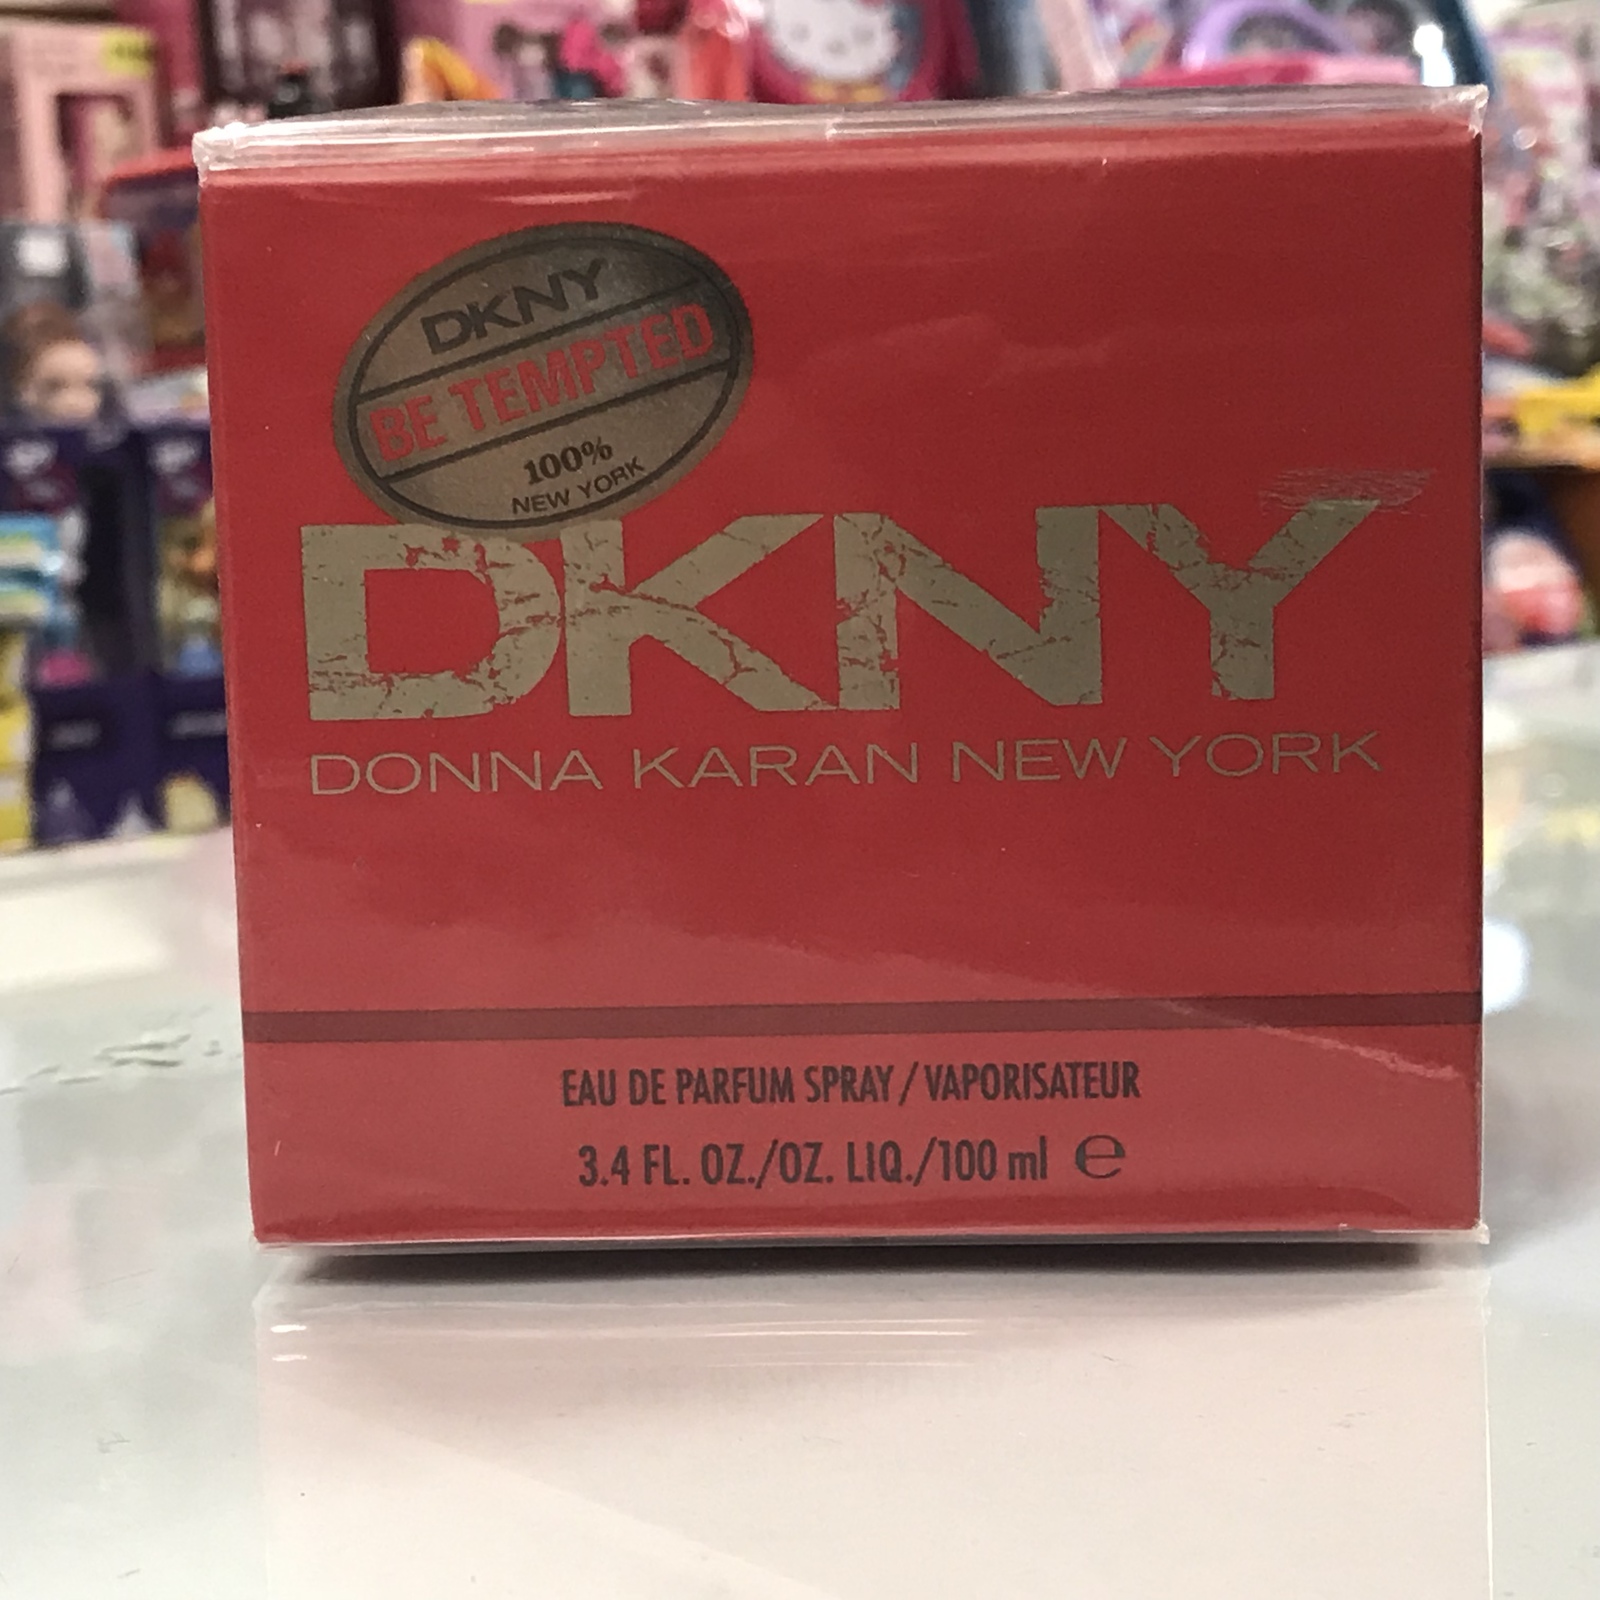 DKNY
BE TEMPTED
100%
NEW YORK
DKNY
DONNA KARAN NEW YORK
EAU DE PARFUM SPRAY / VAPORISATEUR
3.4 FL. OZ./OZ. LIQ./100 ml ℮